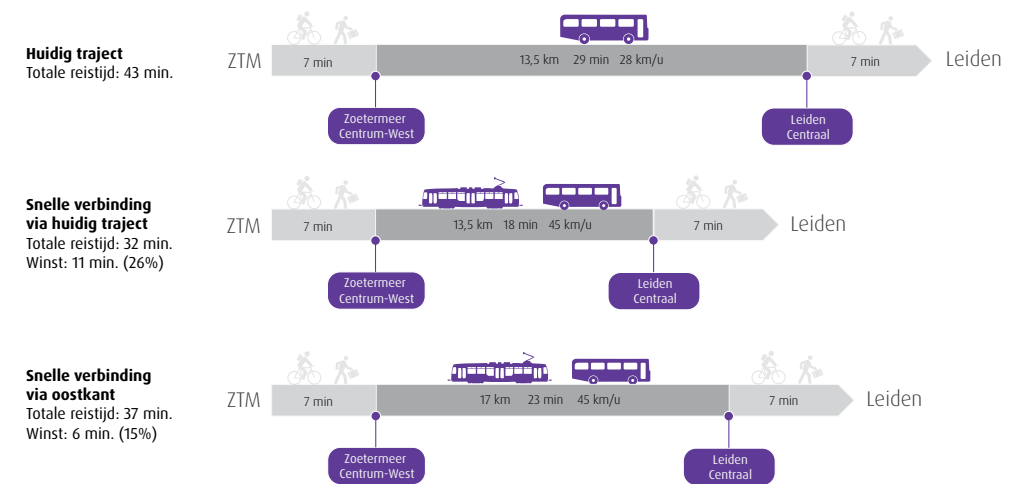 Huidig traject
Totale reistijd: 43 min.
ZTM
7 min
13,5 km 29 min 28 km/u
7 min
Leiden
Zoetermeer
Centrum-West
Leiden
Centraal
Snelle verbinding
via huidig traject
Totale reistijd: 32 min.
Winst: 11 min. (26%)
ZTM
7 min
13,5 km 18 min 45 km/u
7 min
Leiden
Zoetermeer
Centrum-West
Leiden
Centraal
Snelle verbinding
via oostkant
Totale reistijd: 37 min.
Winst: 6 min. (15%)
ZTM
7 min
17 km 23 min 45 km/u
7 min
Leiden
Zoetermeer
Centrum-West
Leiden
Centraal